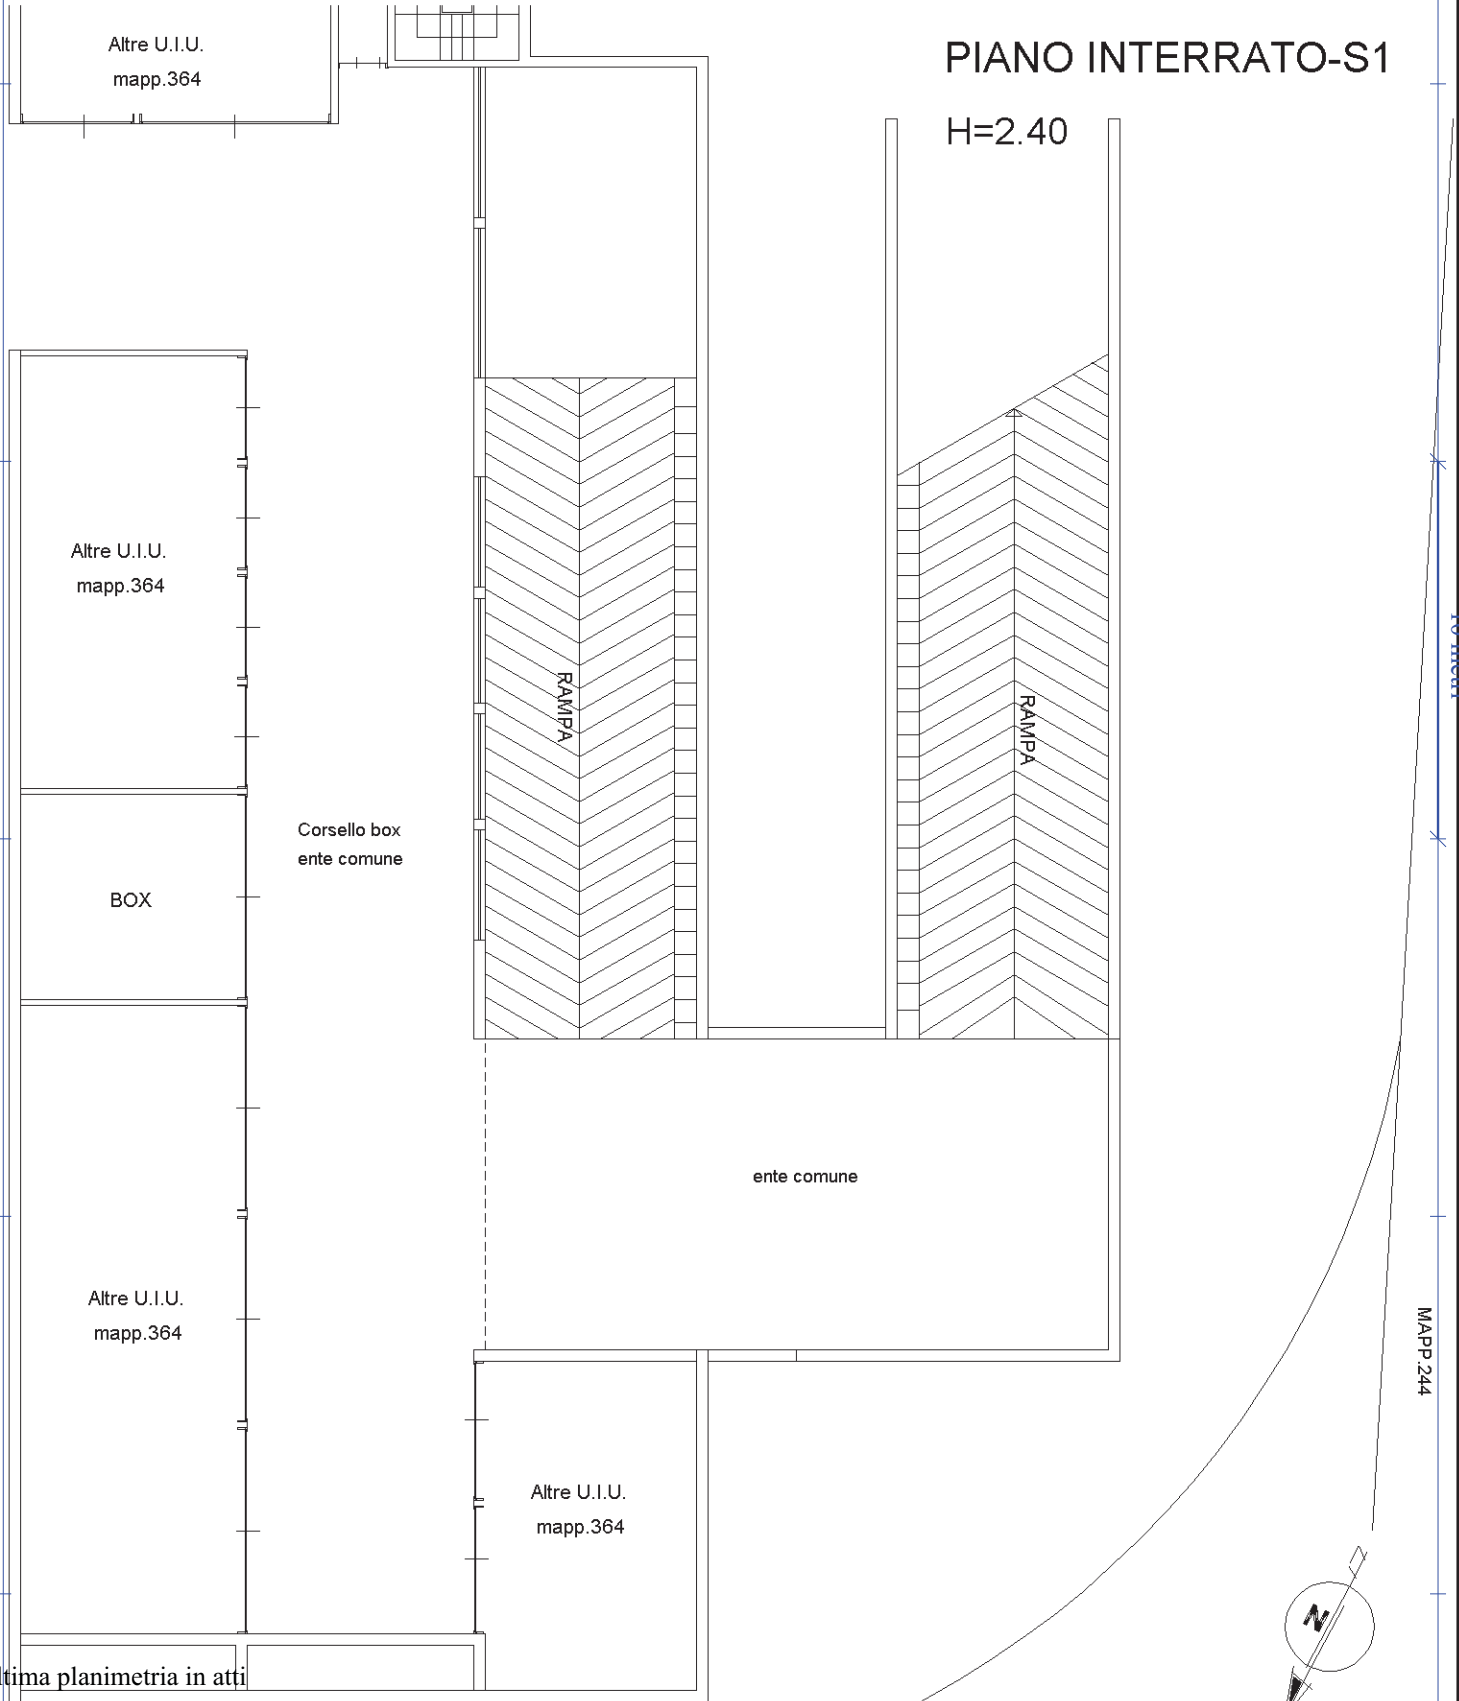 Altre U.I.U.
mapp.364
PIANO INTERRATO-S1
H=2.40
Altre U.I.U.
mapp.364
RAMPA
RAMPA
Corsello box
ente comune
BOX
ente comune
Altre U.I.U.
mapp.364
MAPP.244
Altre U.I.U.
mapp.364
N
ltima planimetria in atti